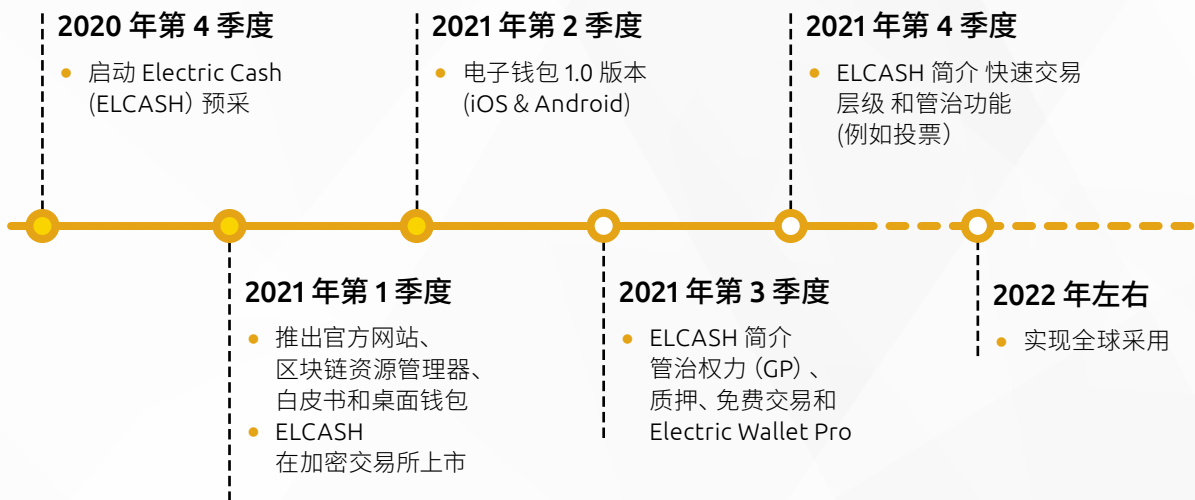 2020 年第 4 季度
启动 Electric Cash
(ELCASH) 预采
2021 年第 2 季度
电子钱包 1.0 版本
(iOS & Android)
2021 年第 4 季度
ELCASH 简介 快速交易
层级 和管治功能
(例如投票)
2021 年第 1 季度
推出官方网站、
区块链资源管理器、
白皮书和桌面钱包
ELCASH
在加密交易所上市
2021 年第 3 季度
ELCASH 简介
管治权力 (GP) 、
质押、免费交易和
Electric Wallet Pro
2022 年左右
实现全球采用